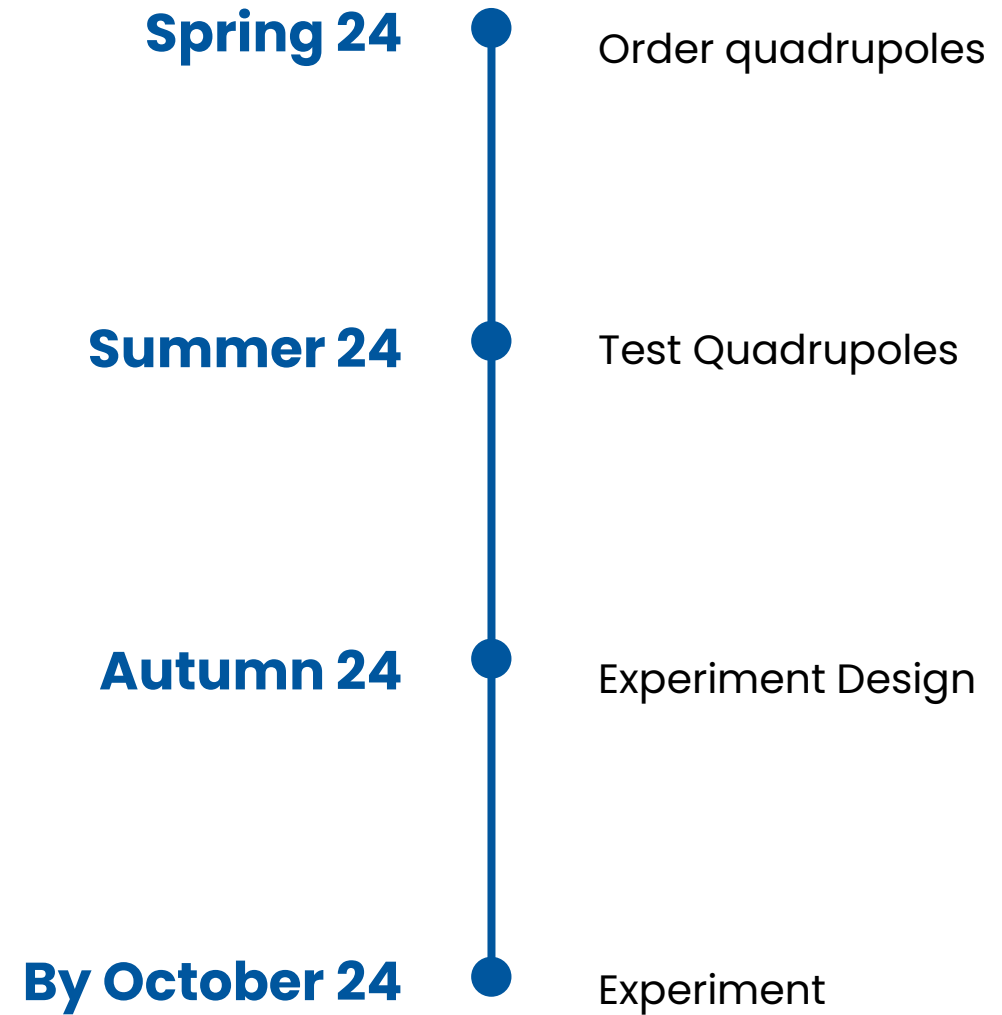 Spring 24
Order quadrupoles
Summer 24
Test Quadrupoles
Autumn 24
Experiment Design
By October 24
Experiment